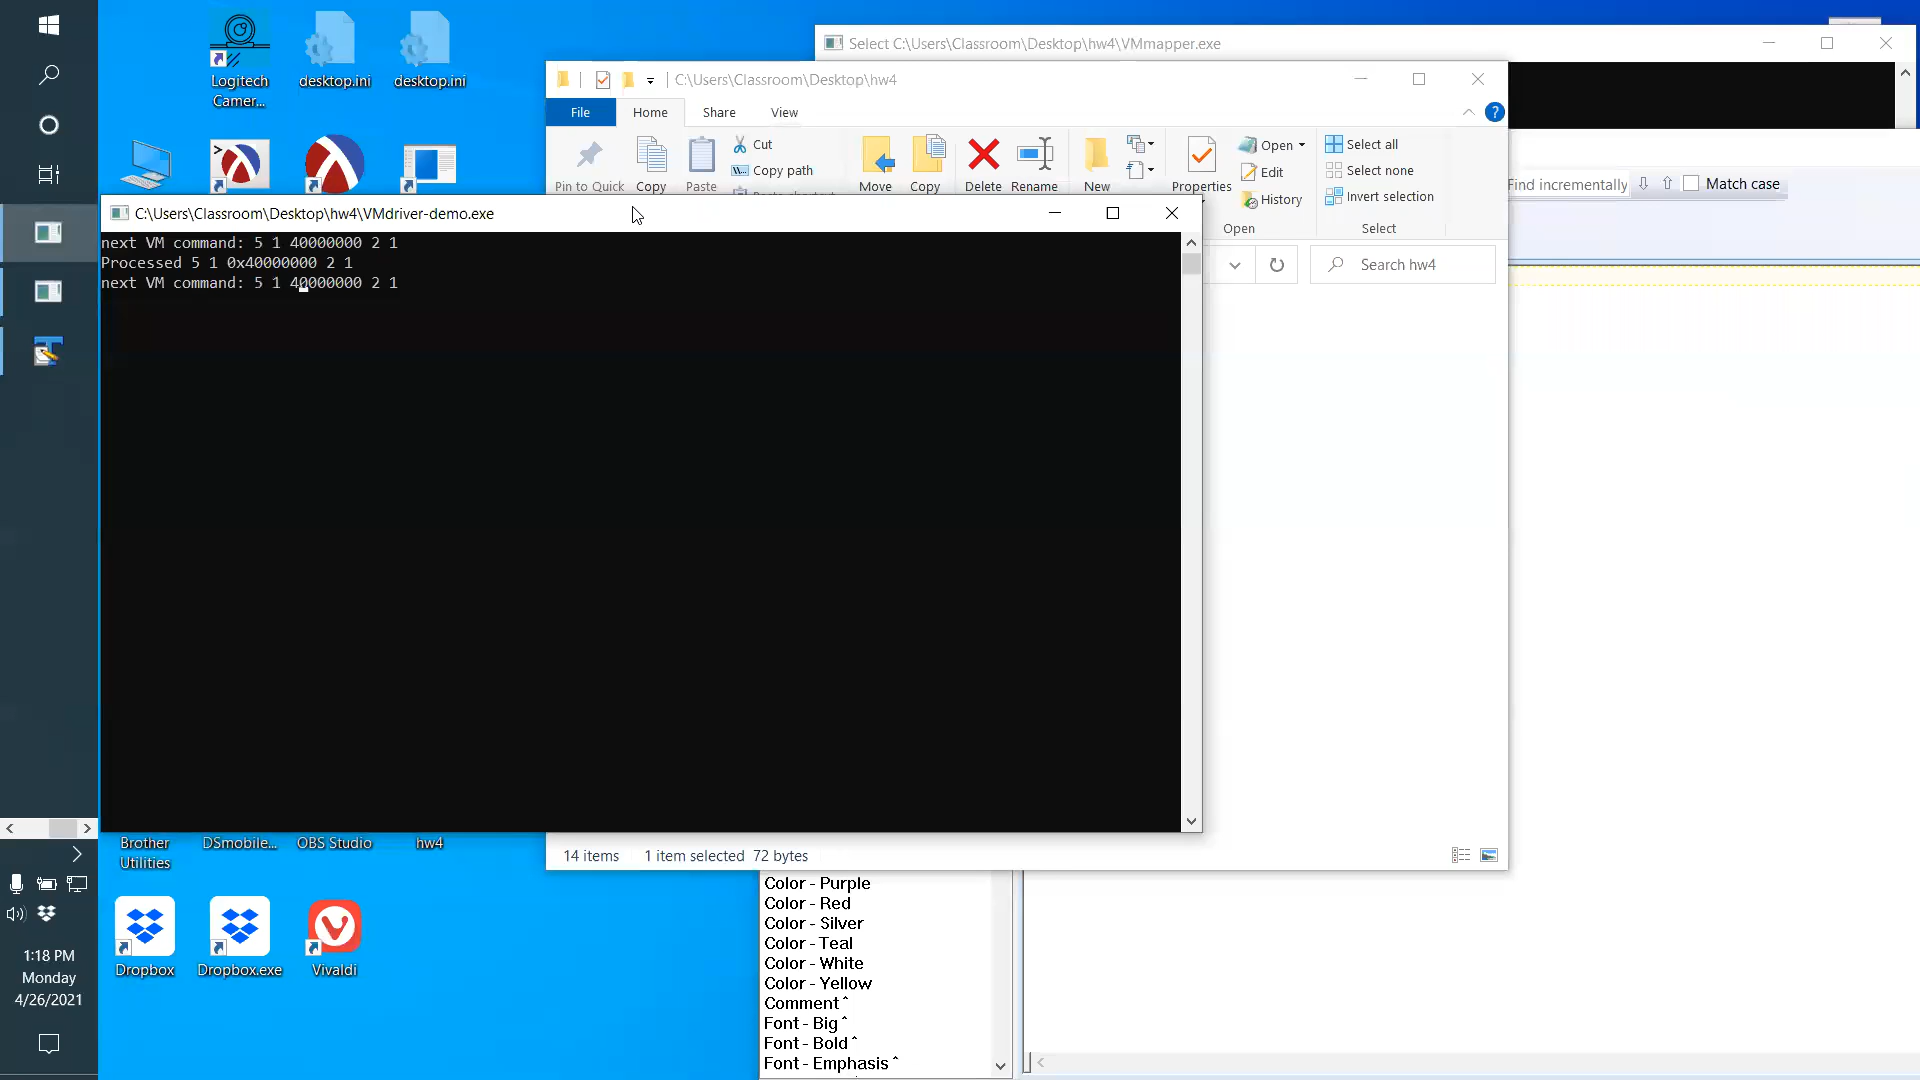 Logitech
Camer...
desktop.ini
desktop.ini
Select C:\Users\Classroom\Desktop\hw4\VMmapper.exe
C:\Users\Classroom\Desktop\hw4
File
Home
Share
View
Pin to Quick
Copy
Paste
Cut
Copy path
Move
Copy
Delete
Rename
New
Properties
Open
Edit
History
Open
Select all
Select none
Invert selection
Select
Find incrementally
Match case
Search hw4
C:\Users\Classroom\Desktop\hw4\VMdriver-demo.exe
next VM command: 5 1 40000000 2 1
Processed 5 1 0x40000000 2 1
next VM command: 5 1 40000000 2 1
Brother
Utilities
DSmobile...
OBS Studio
hw4
14 items
1 item selected
72 bytes
Color - Purple
Color - Red
Color - Silver
Color - Teal
Color - White
Color - Yellow
Comment ^
Font - Big ^
Font - Bold ^
Font - Emphasis ^
Dropbox
Dropbox.exe
Vivaldi
1:18 PM
Monday
4/26/2021